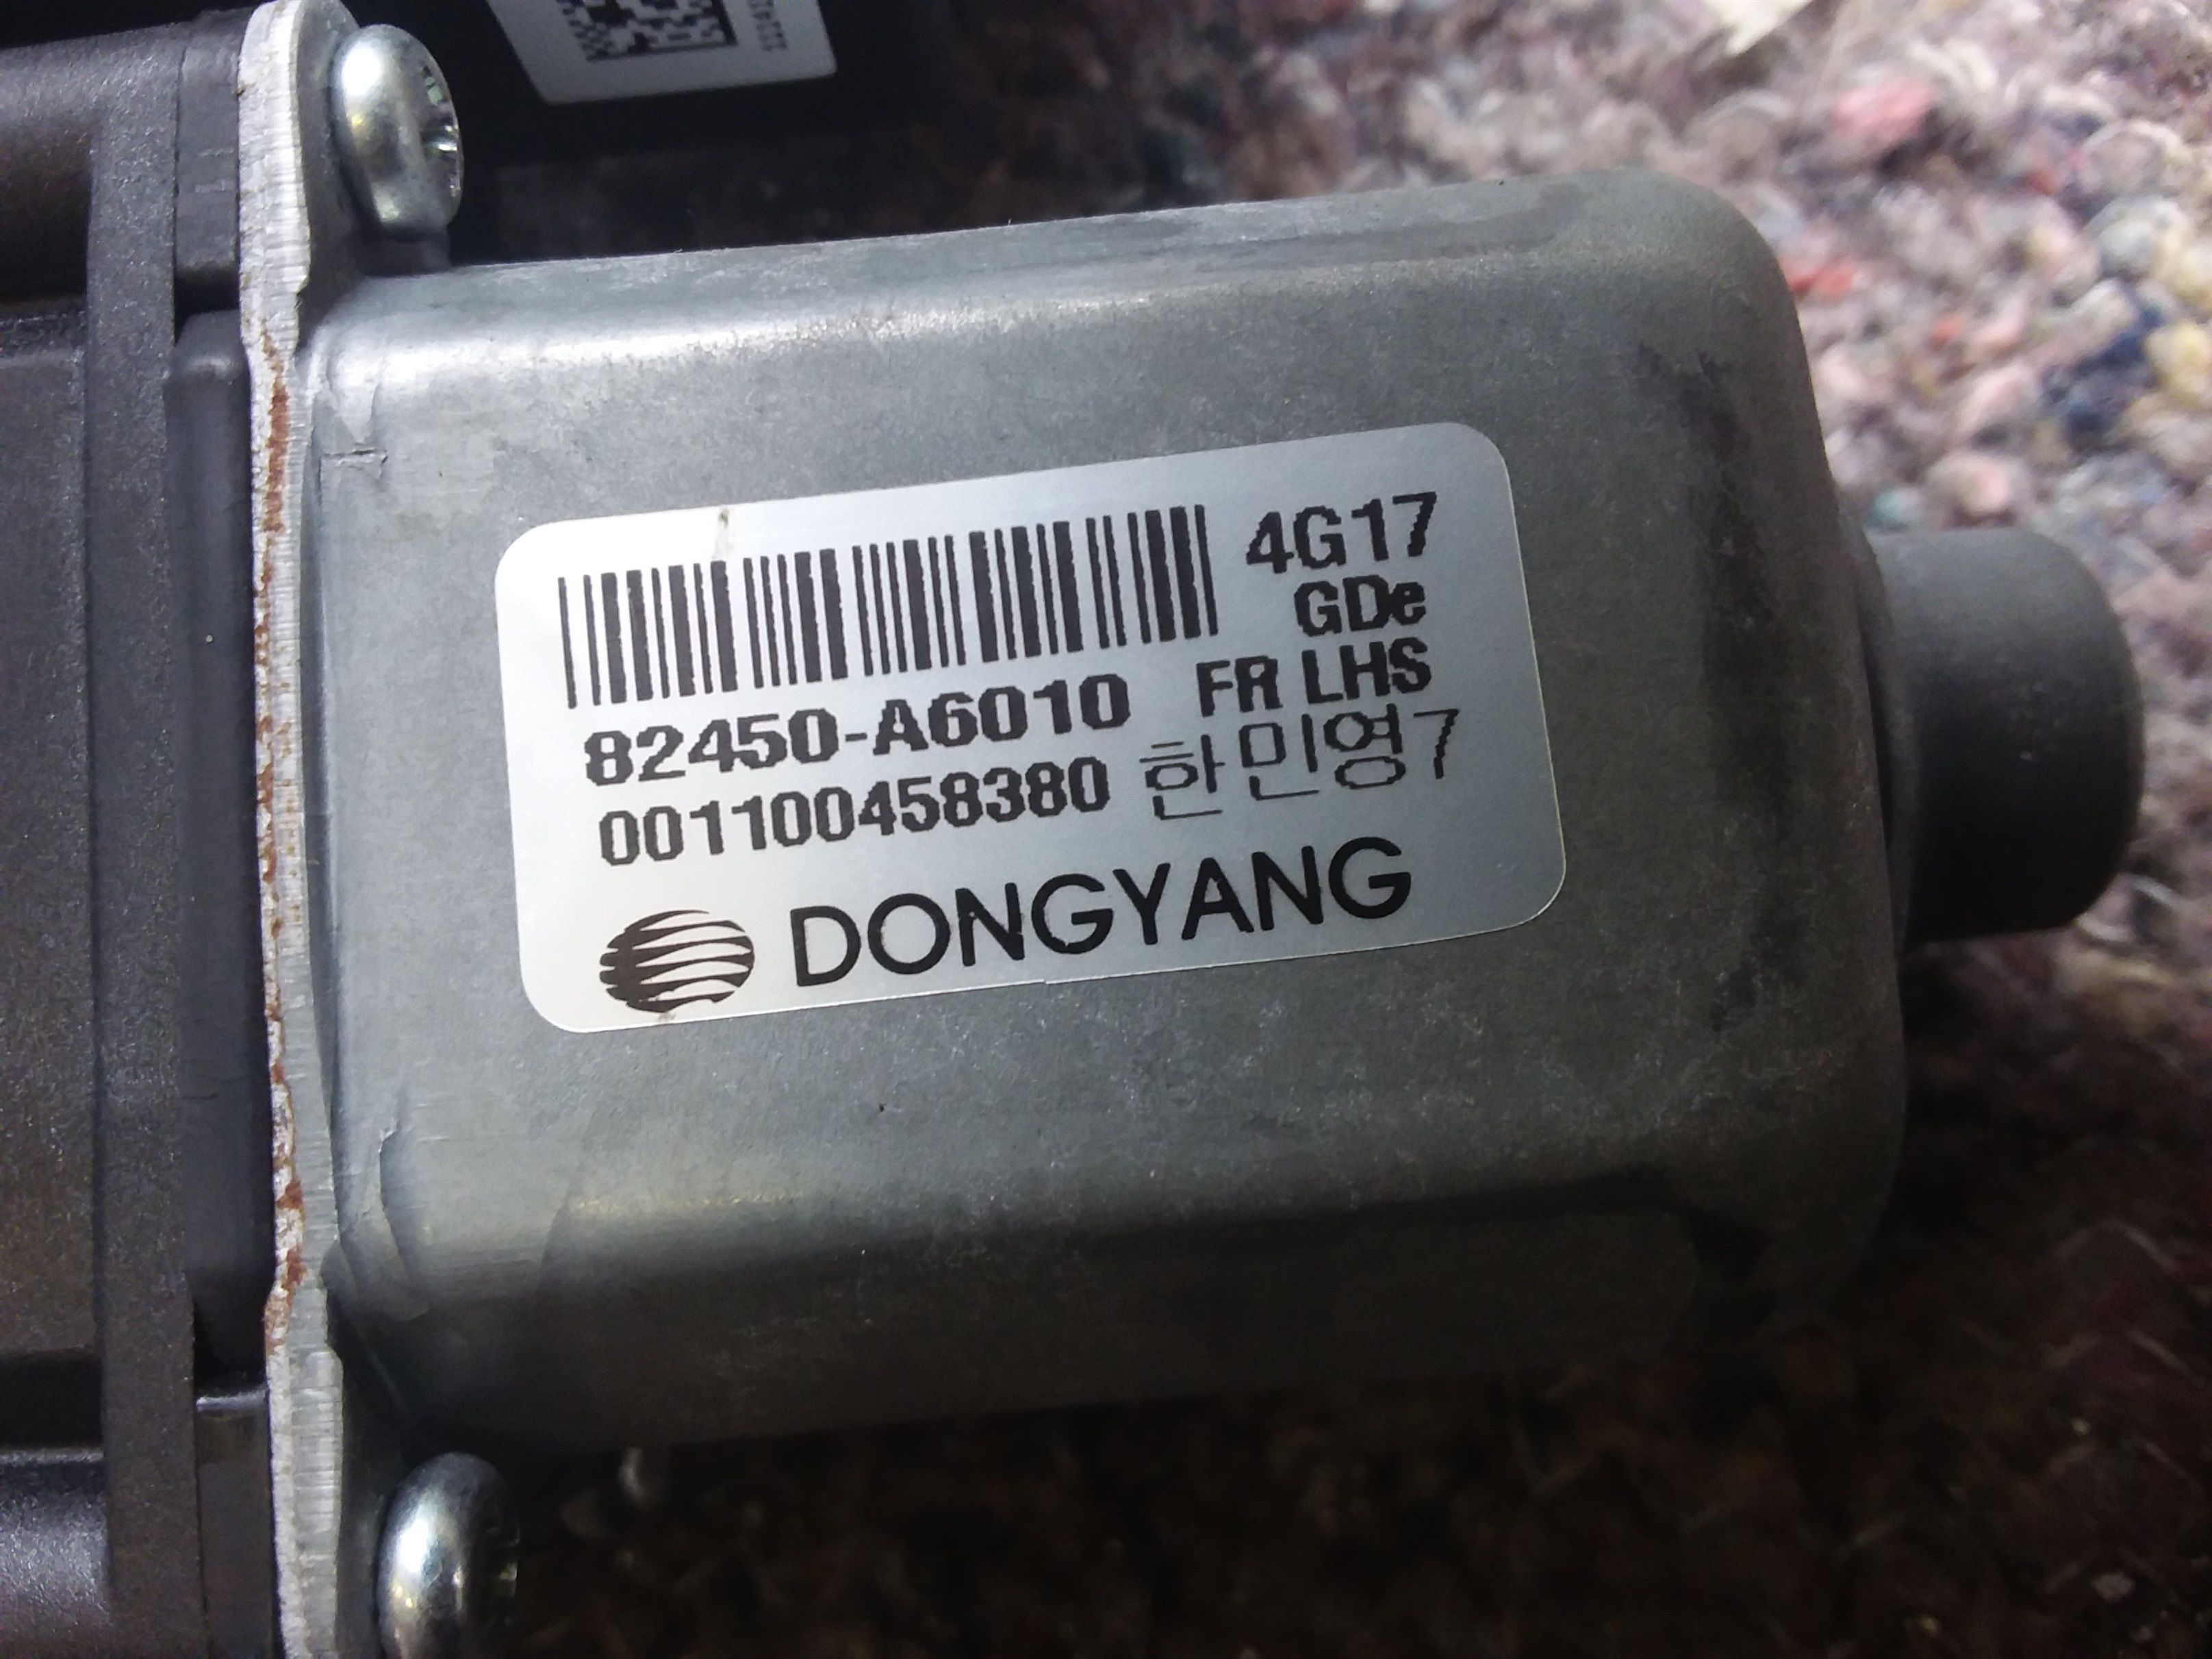 4G17
GDe
82450-A6010 FR LHS
001100458380 한민영7
DONGYANG